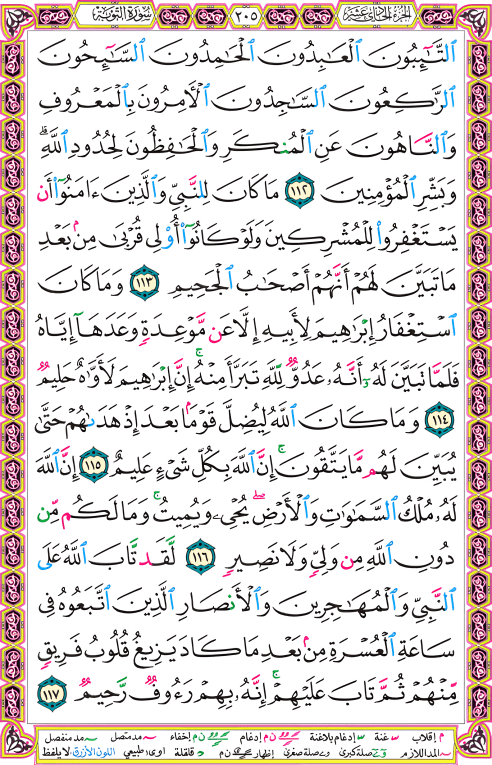 الجزء الحادي عشر
٢٠٥
سورة التوبة
ٱلتَّـٰٓئِبُونَ ٱلْعَـٰبِدُونَ ٱلْحَـٰمِدُونَ ٱلسَّـٰٓئِحُونَ
ٱلرَّٰكِعُونَ ٱلسَّـٰجِدُونَ ٱلْـَٔامِرُونَ بِٱلْمَعْرُوفِ
وَٱلنَّاهُونَ عَنِ ٱلْمُنكَرِ وَٱلْحَـٰفِظُونَ لِحُدُودِ ٱللَّهِ ۗ
وَبَشِّرِ ٱلْمُؤْمِنِينَ ١١٢ مَا كَانَ لِلنَّبِىِّ وَٱلَّذِينَ ءَامَنُوٓا۟ أَن
يَسْتَغْفِرُوا۟ لِلْمُشْرِكِينَ وَلَوْ كَانُوٓا۟ أُو۟لِى قُرْبَىٰ مِنۢ بَعْدِ
مَا تَبَيَّنَ لَهُمْ أَنَّهُمْ أَصْحَـٰبُ ٱلْجَحِيمِ ١١٣ وَمَا كَانَ
ٱسْتِغْفَارُ إِبْرَٰهِيمَ لِأَبِيهِ إِلَّا عَن مَّوْعِدَةٍ وَعَدَهَآ إِيَّاهُ
فَلَمَّا تَبَيَّنَ لَهُۥٓ أَنَّهُۥ عَدُوٌّ لِّلَّهِ تَبَرَّأَ مِنْهُ ۚ إِنَّ إِبْرَٰهِيمَ لَأَوَّٰهٌ حَلِيمٌ
١١٤ وَمَا كَانَ ٱللَّهُ لِيُضِلَّ قَوْمًۢا بَعْدَ إِذْ هَدَىٰهُمْ حَتَّىٰ
يُبَيِّنَ لَهُم مَّا يَتَّقُونَ ۚ إِنَّ ٱللَّهَ بِكُلِّ شَىْءٍ عَلِيمٌ ١١٥ إِنَّ ٱللَّهَ
لَهُۥ مُلْكُ ٱلسَّمَـٰوَٰتِ وَٱلْأَرْضِ ۖ يُحْىِۦ وَيُمِيتُ ۚ وَمَا لَكُم مِّن
دُونِ ٱللَّهِ مِن وَلِىٍّ وَلَا نَصِيرٍ ١١٦ لَّقَد تَّابَ ٱللَّهُ عَلَى
ٱلنَّبِىِّ وَٱلْمُهَـٰجِرِينَ وَٱلْأَنصَارِ ٱلَّذِينَ ٱتَّبَعُوهُ فِى
سَاعَةِ ٱلْعُسْرَةِ مِنۢ بَعْدِ مَا كَادَ يَزِيغُ قُلُوبُ فَرِيقٍ
مِّنْهُمْ ثُمَّ تَابَ عَلَيْهِمْ ۚ إِنَّهُۥ بِهِمْ رَءُوفٌ رَّحِيمٌ ١١٧
م إقلاب غنة إدغام بلاغنة ن م إدغام ن م إخفاء مد متصل مد منفصل
المد اللازم صلة كبرى صلة صغرى إظهار ن م قلقلة اوى طبيعي اللون الأزرق: لا يلفظ